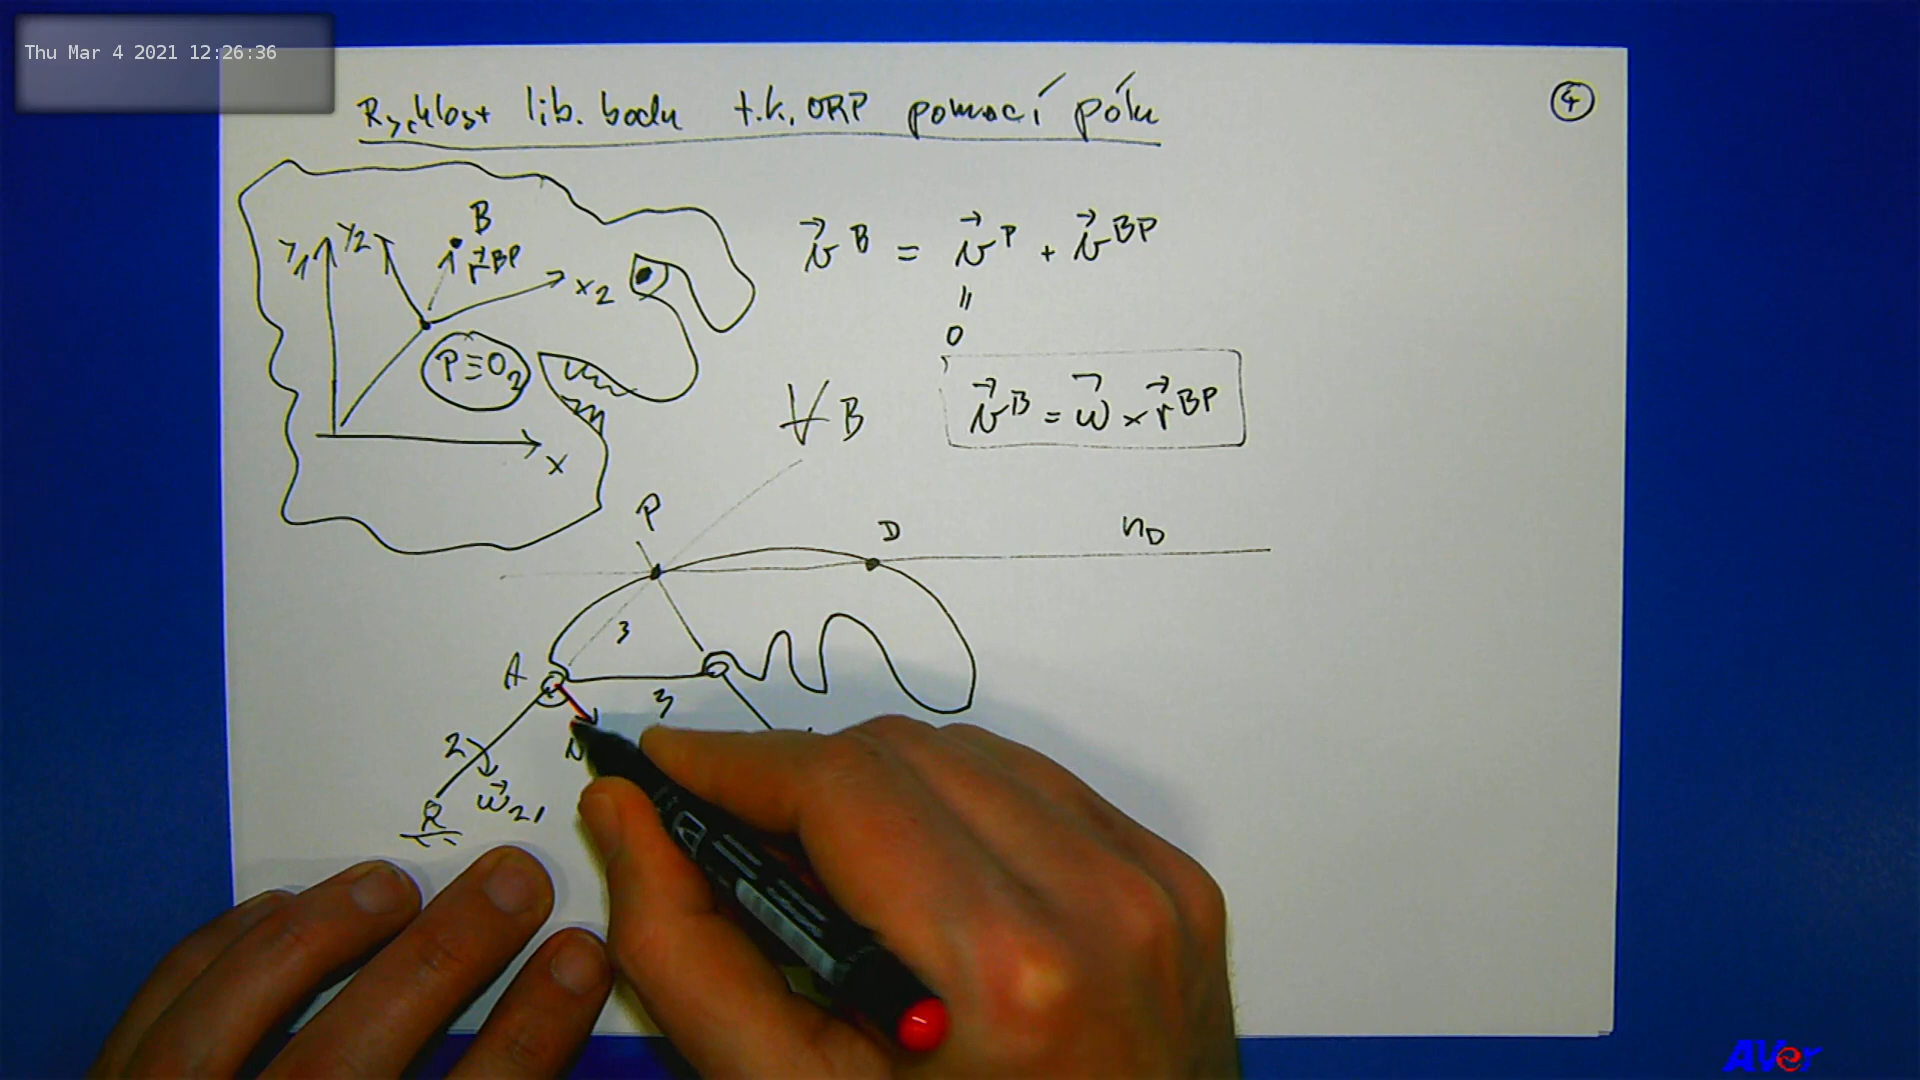 Thu Mar 4 2021 12:26:36
Rychlost lib. bodu t.k. ORP pomocí pólu
4
B
y1 y2
r⃗ᴮᴾ
x2
P≡O2
x
v⃗ᴮ = v⃗ᴾ + v⃗ᴮᴾ
"
0
∀B
v⃗ᴮ = ω⃗ × r⃗ᴮᴾ
P
D
nD
3
A
3
2
ω⃗21
R
AVer